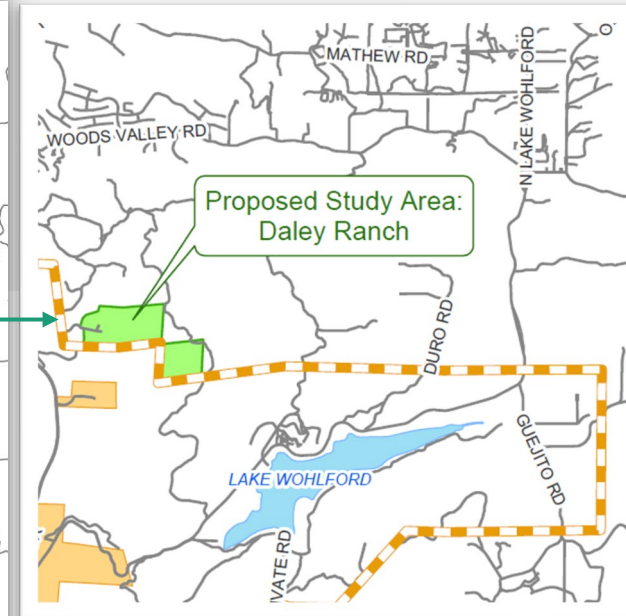 MATHEW RD
N LAKE WOHLFORD
WOODS VALLEY RD
Proposed Study Area:
Daley Ranch
DURO RD
GUEJITO RD
LAKE WOHLFORD
VATE RD